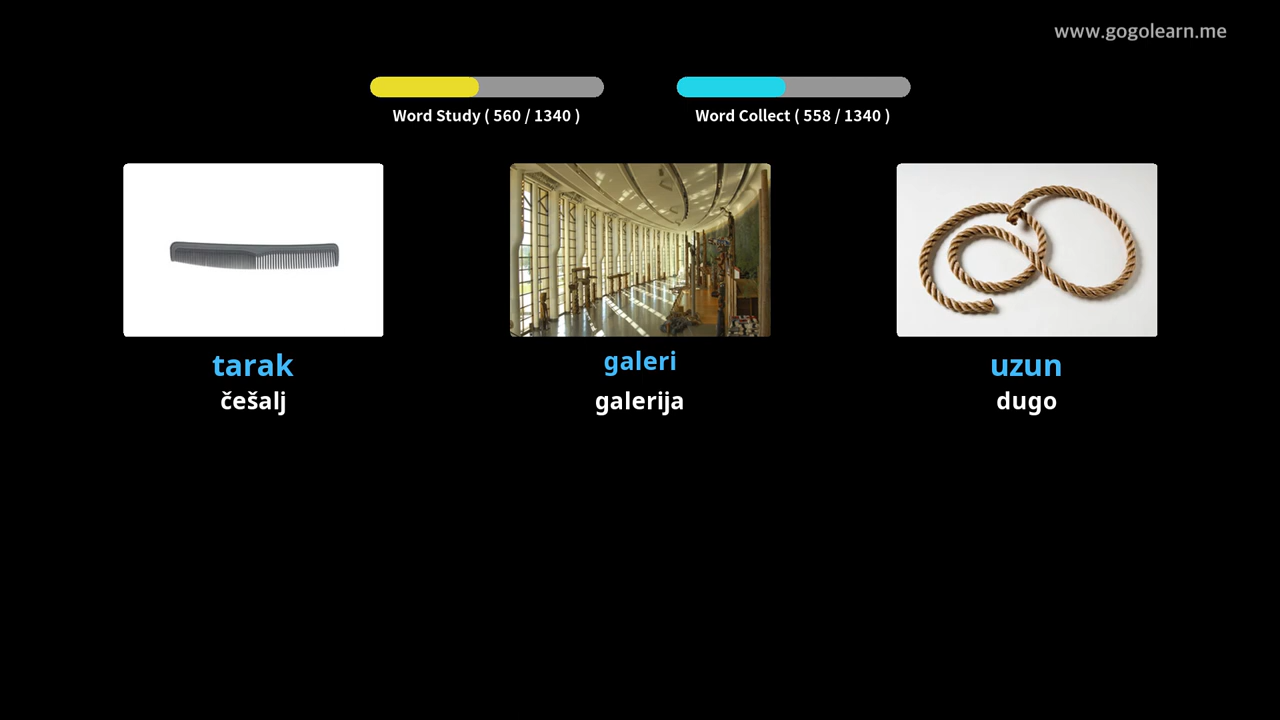 www.gogolearn.me
Word Study ( 560 / 1340 )
Word Collect ( 558 / 1340 )
tarak
češalj
galeri
galerija
uzun
dugo